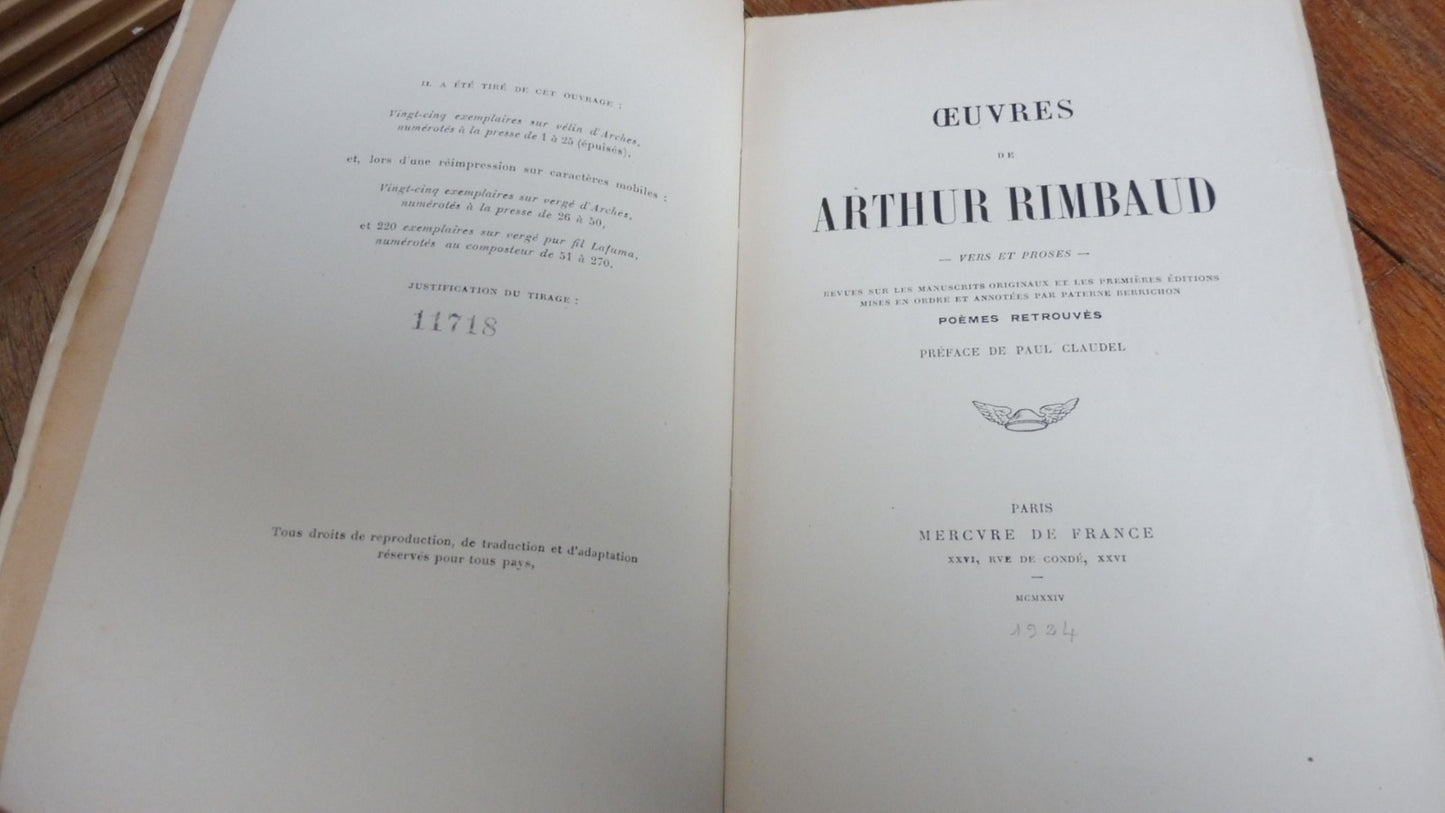 IL A ÉTÉ TIRÉ DE CET OUVRAGE :
Vingt-cinq exemplaires sur vélin d'Arches,
numérotés à la presse de 1 à 25 (épuisés),
et, lors d'une réimpression sur caractères mobiles :
Vingt-cinq exemplaires sur vergé d'Arches,
numérotés à la presse de 26 à 50,
et 220 exemplaires sur vergé pur fil Lafuma,
numérotés au composteur de 51 à 270.
JUSTIFICATION DU TIRAGE :
11718
Tous droits de reproduction, de traduction et d'adaptation
réservés pour tous pays,
ŒUVRES
DE
ARTHUR RIMBAUD
— VERS ET PROSES —
REVUES SUR LES MANUSCRITS ORIGINAUX ET LES PREMIÈRES ÉDITIONS
MISES EN ORDRE ET ANNOTÉES PAR PATERNE BERRICHON
POÈMES RETROUVÉS
PRÉFACE DE PAUL CLAUDEL
PARIS
MERCVRE DE FRANCE
XXVI, RVE DE CONDÉ, XXVI
MCMXXIV
1924